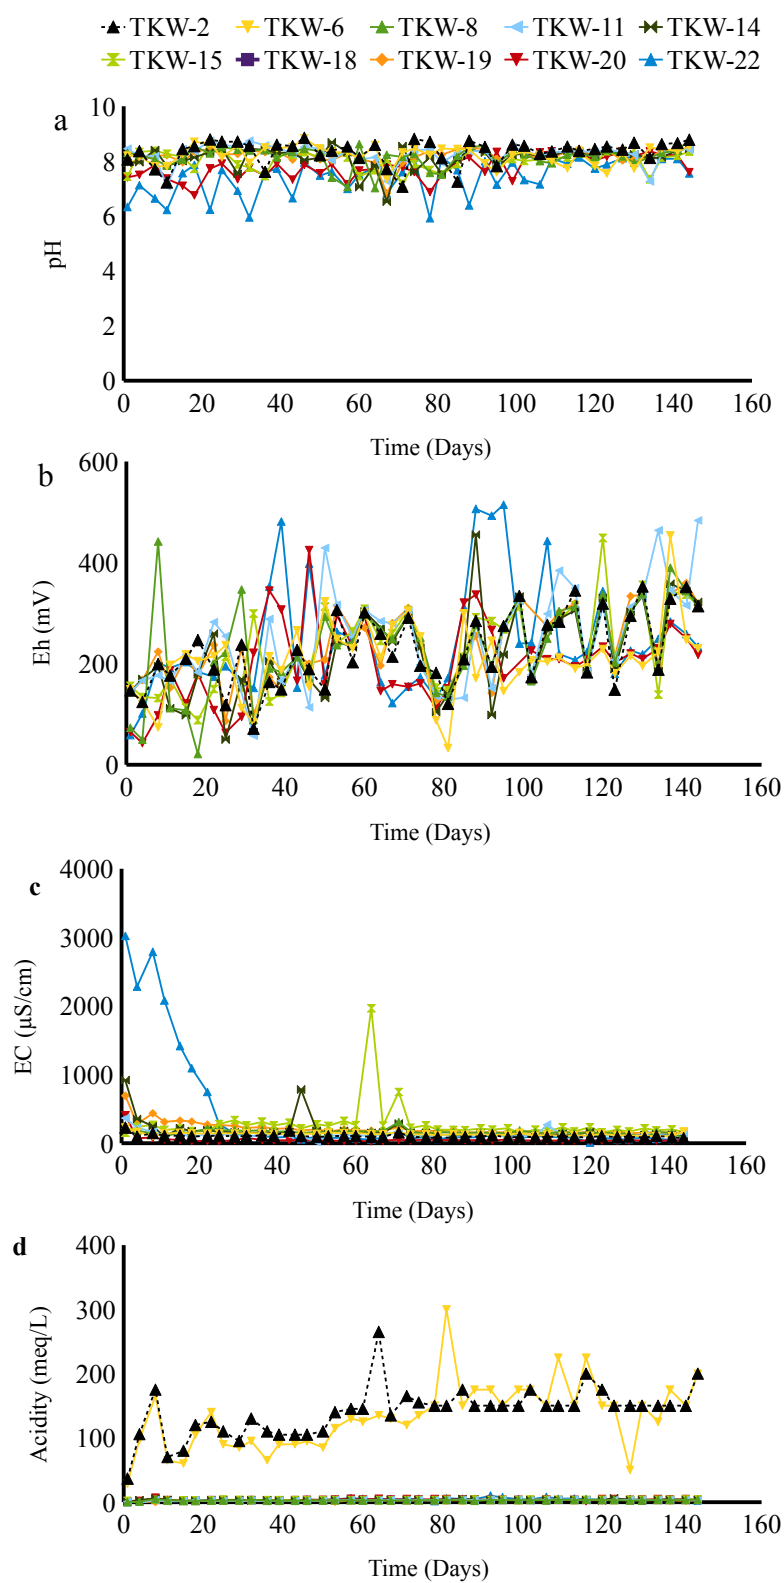 TKW-2 TKW-6 TKW-8 TKW-11 TKW-14
TKW-15 TKW-18 TKW-19 TKW-20 TKW-22
a
10
8
6
4
2
0
pH
0 20 40 60 80 100 120 140 160
Time (Days)
b
600
400
200
0
Eh (mV)
0 20 40 60 80 100 120 140 160
Time (Days)
c
4000
3000
2000
1000
0
EC (µS/cm)
0 20 40 60 80 100 120 140 160
Time (Days)
d
400
300
200
100
0
Acidity (meq/L)
0 20 40 60 80 100 120 140 160
Time (Days)